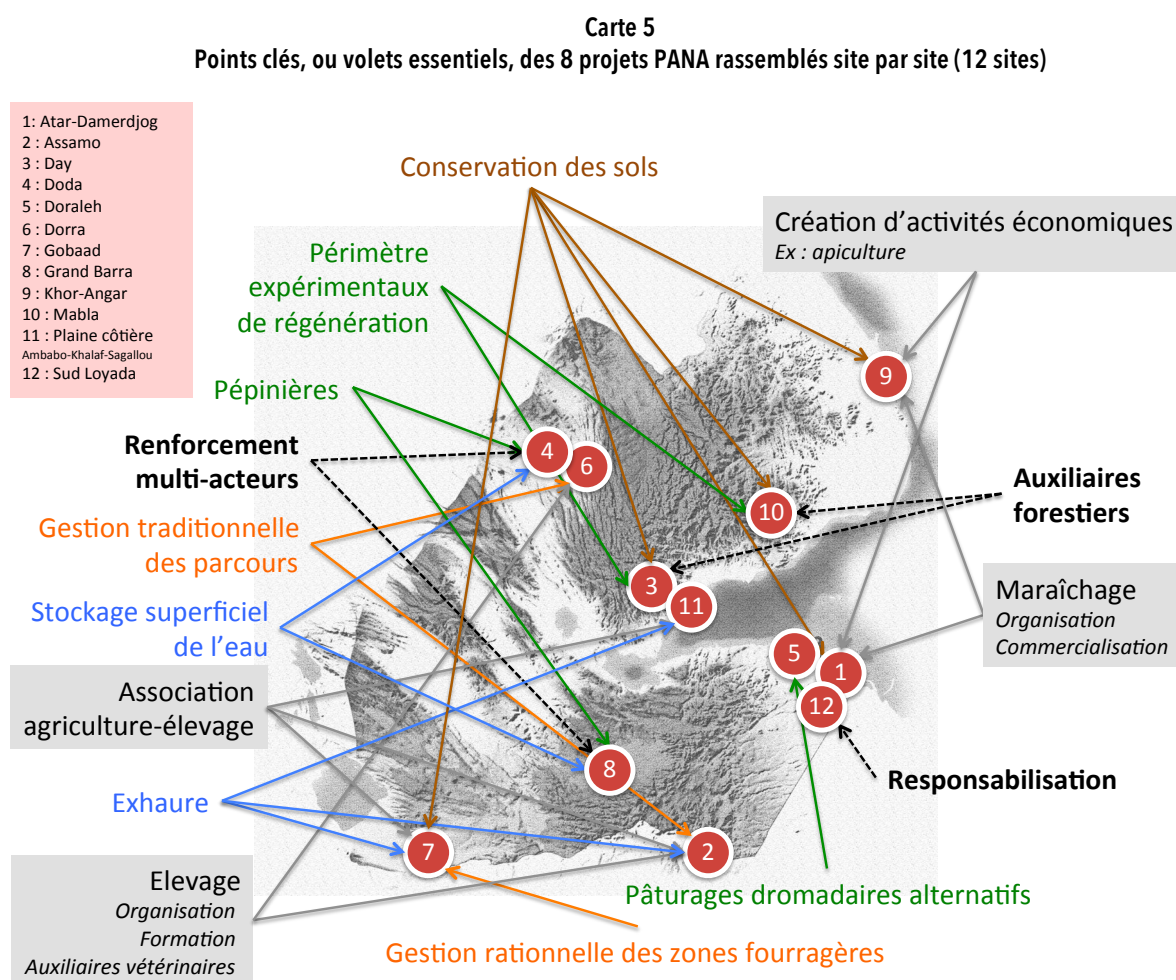 Carte 5
Points clés, ou volets essentiels, des 8 projets PANA rassemblés site par site (12 sites)
1: Atar-Damerdjog
2 : Assamo
3 : Day
4 : Doda
5 : Doraleh
6 : Dorra
7 : Gobaad
8 : Grand Barra
9 : Khor-Angar
10 : Mabla
11 : Plaine côtière
Ambabo-Khalaf-Sagallou
12 : Sud Loyada
Conservation des sols
Création d’activités économiques
Ex : apiculture
Périmètre
expérimentaux
de régénération
Pépinières
Renforcement
multi-acteurs
Gestion traditionnelle
des parcours
Stockage superficiel
de l’eau
Association
agriculture-élevage
Exhaure
Elevage
Organisation
Formation
Auxiliaires vétérinaires
Auxiliaires
forestiers
Maraîchage
Organisation
Commercialisation
Responsabilisation
Pâturages dromadaires alternatifs
Gestion rationnelle des zones fourragères
9
4
6
10
3
11
5
1
12
8
7
2